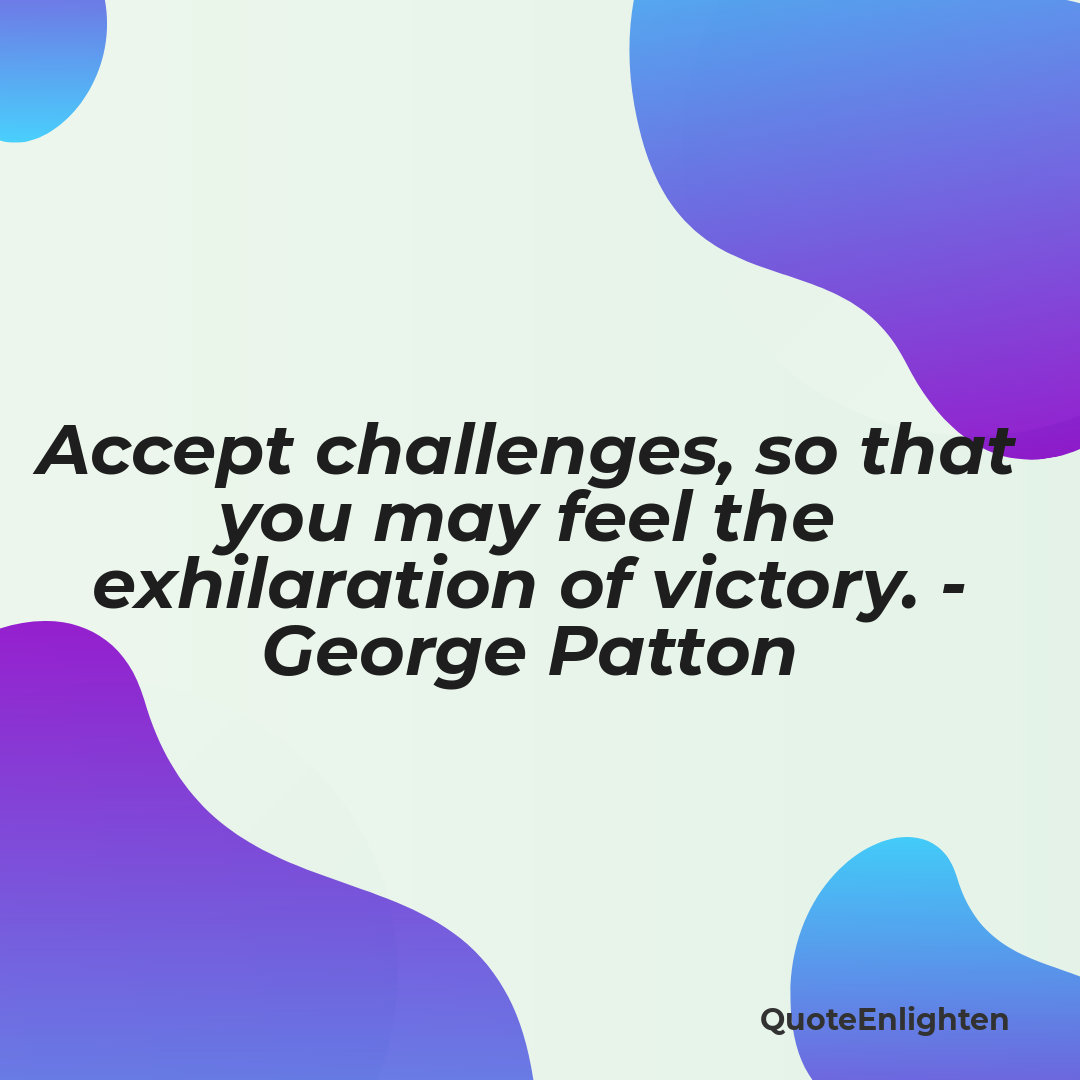 Accept challenges, so that
you may feel the
exhilaration of victory. -
George Patton
QuoteEnlighten